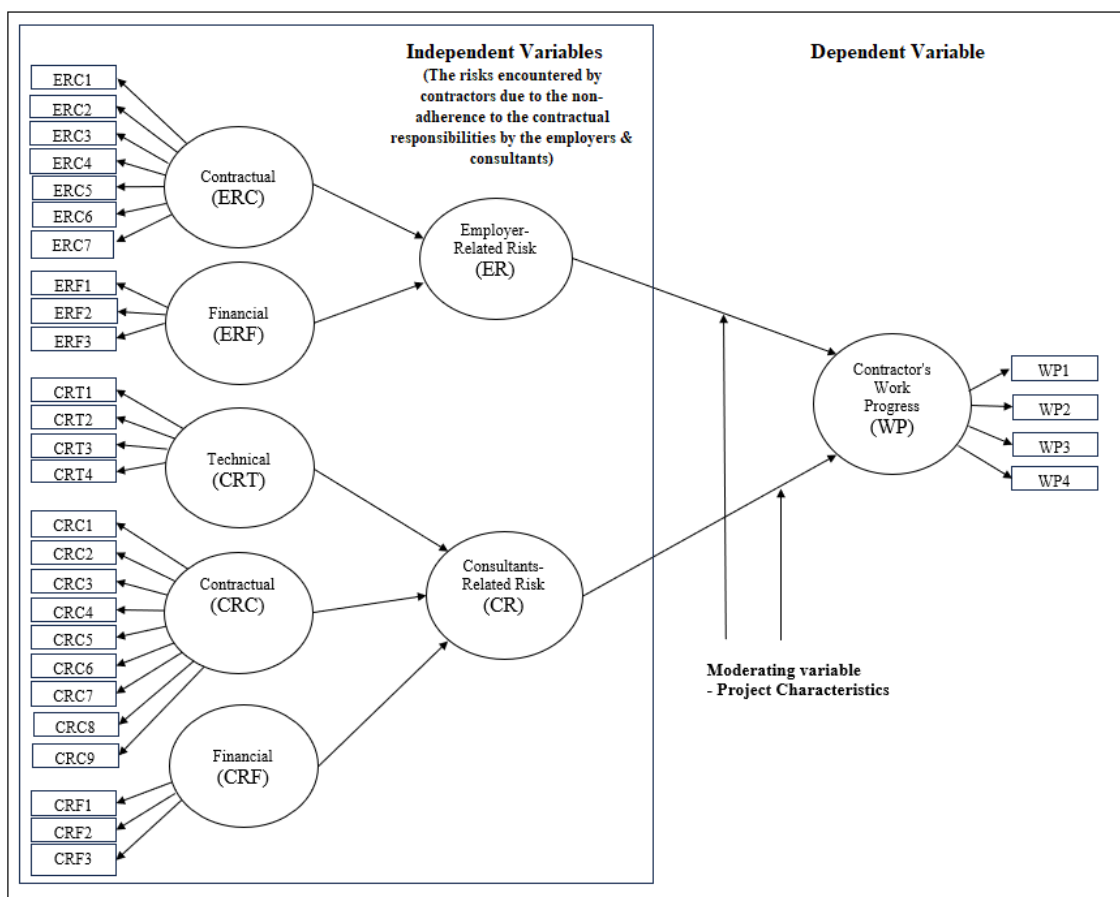 Independent Variables
(The risks encountered by
contractors due to the non-
adherence to the contractual
responsibilities by the employers &
consultants)
Dependent Variable
ERC1
ERC2
ERC3
ERC4
ERC5
ERC6
ERC7
Contractual
(ERC)
ERF1
ERF2
ERF3
Financial
(ERF)
Employer-
Related Risk
(ER)
CRT1
CRT2
CRT3
CRT4
Technical
(CRT)
CRC1
CRC2
CRC3
CRC4
CRC5
CRC6
CRC7
CRC8
CRC9
Contractual
(CRC)
CRF1
CRF2
CRF3
Financial
(CRF)
Consultants-
Related Risk
(CR)
Contractor's
Work
Progress
(WP)
WP1
WP2
WP3
WP4
Moderating variable
- Project Characteristics